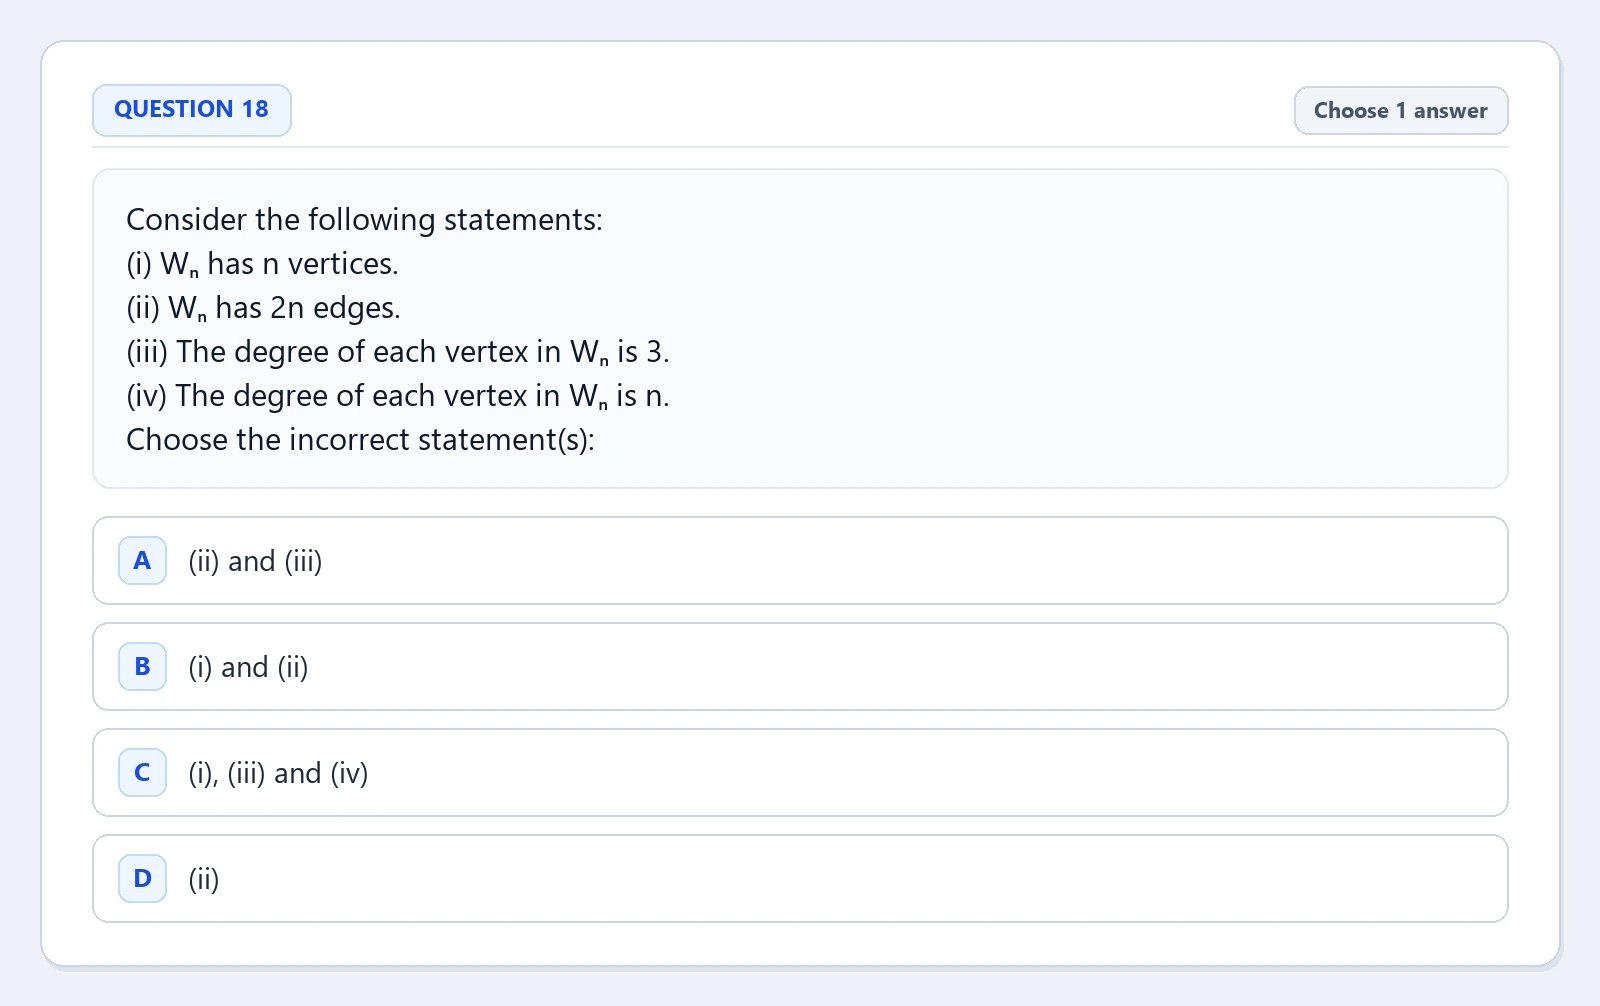 QUESTION 18
Choose 1 answer
Consider the following statements:
(i) Wₙ has n vertices.
(ii) Wₙ has 2n edges.
(iii) The degree of each vertex in Wₙ is 3.
(iv) The degree of each vertex in Wₙ is n.
Choose the incorrect statement(s):
A (ii) and (iii)
B (i) and (ii)
C (i), (iii) and (iv)
D (ii)